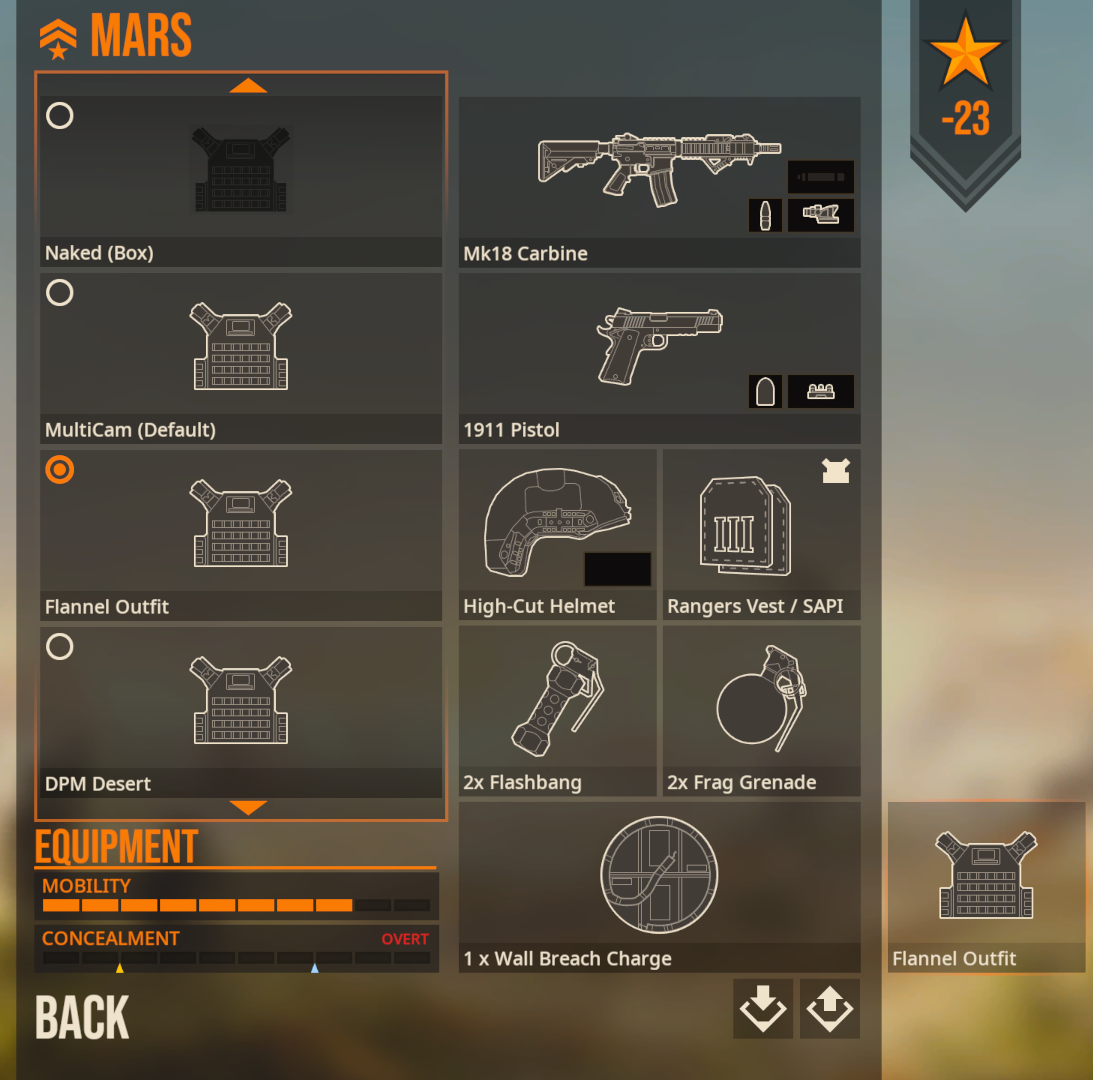 MARS
-23
Naked (Box)
MultiCam (Default)
Flannel Outfit
DPM Desert
Mk18 Carbine
1911 Pistol
High-Cut Helmet
III
Rangers Vest / SAPI
2x Flashbang
2x Frag Grenade
1 x Wall Breach Charge
Flannel Outfit
EQUIPMENT
MOBILITY
CONCEALMENT
OVERT
BACK